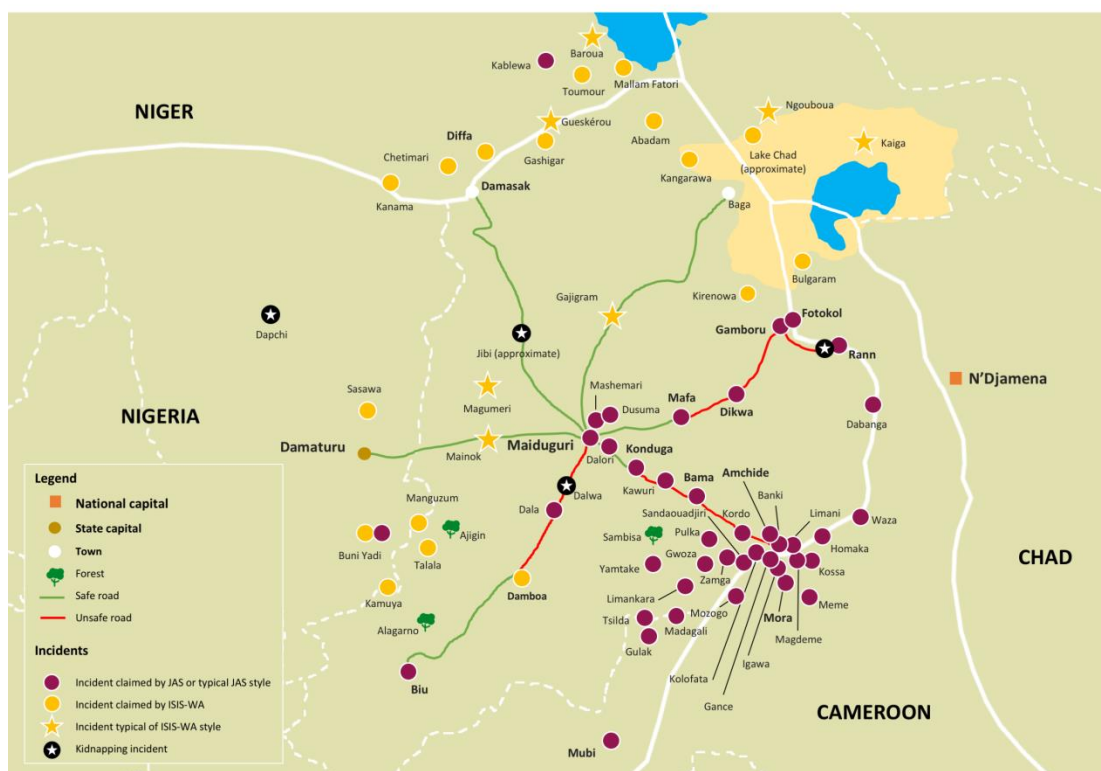 Baroua
Kablewa
Toumour
Mallam Fatori
NIGER
Ngouboua
Gueskérou
Diffa
Abadam
Kaiga
Gashigar
Lake Chad
(approximate)
Chetimari
Kangarawa
Damasak
Kanama
Baga
Bulgaram
Kirenowa
Gajigram
Fotokol
Gamboru
Dapchi
Jibi (approximate)
Rann
N'Djamena
Mashemari
Sasawa
Dusuma
Mafa
Dikwa
NIGERIA
Magumeri
Dabanga
Damaturu
Maiduguri
Mainok
Dalori
Konduga
Legend
National capital
State capital
Town
Forest
Safe road
Unsafe road
Incidents
Incident claimed by JAS or typical JAS style
Incident claimed by ISIS-WA
Incident typical of ISIS-WA style
Kidnapping incident
Kawuri
Bama
Amchide
Dalwa
Banki
Manguzum
Dala
Sandaouadjiri
Kordo
Limani
Waza
Ajigin
Sambisa
Pulka
Homaka
Buni Yadi
Talala
Gwoza
CHAD
Yamtake
Zamga
Kossa
Damboa
Kamuya
Limankara
Mozogo
Meme
Alagarno
Tsilda
Madagali
Mora
Magdeme
Gulak
Igawa
Biu
Kolofata
Gance
CAMEROON
Mubi